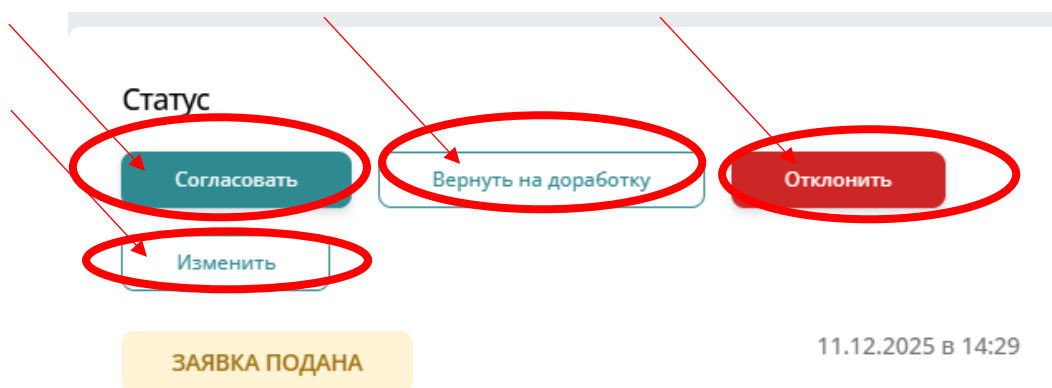 Статус
Согласовать Вернуть на доработку Отклонить
Изменить
ЗАЯВКА ПОДАНА 11.12.2025 в 14:29